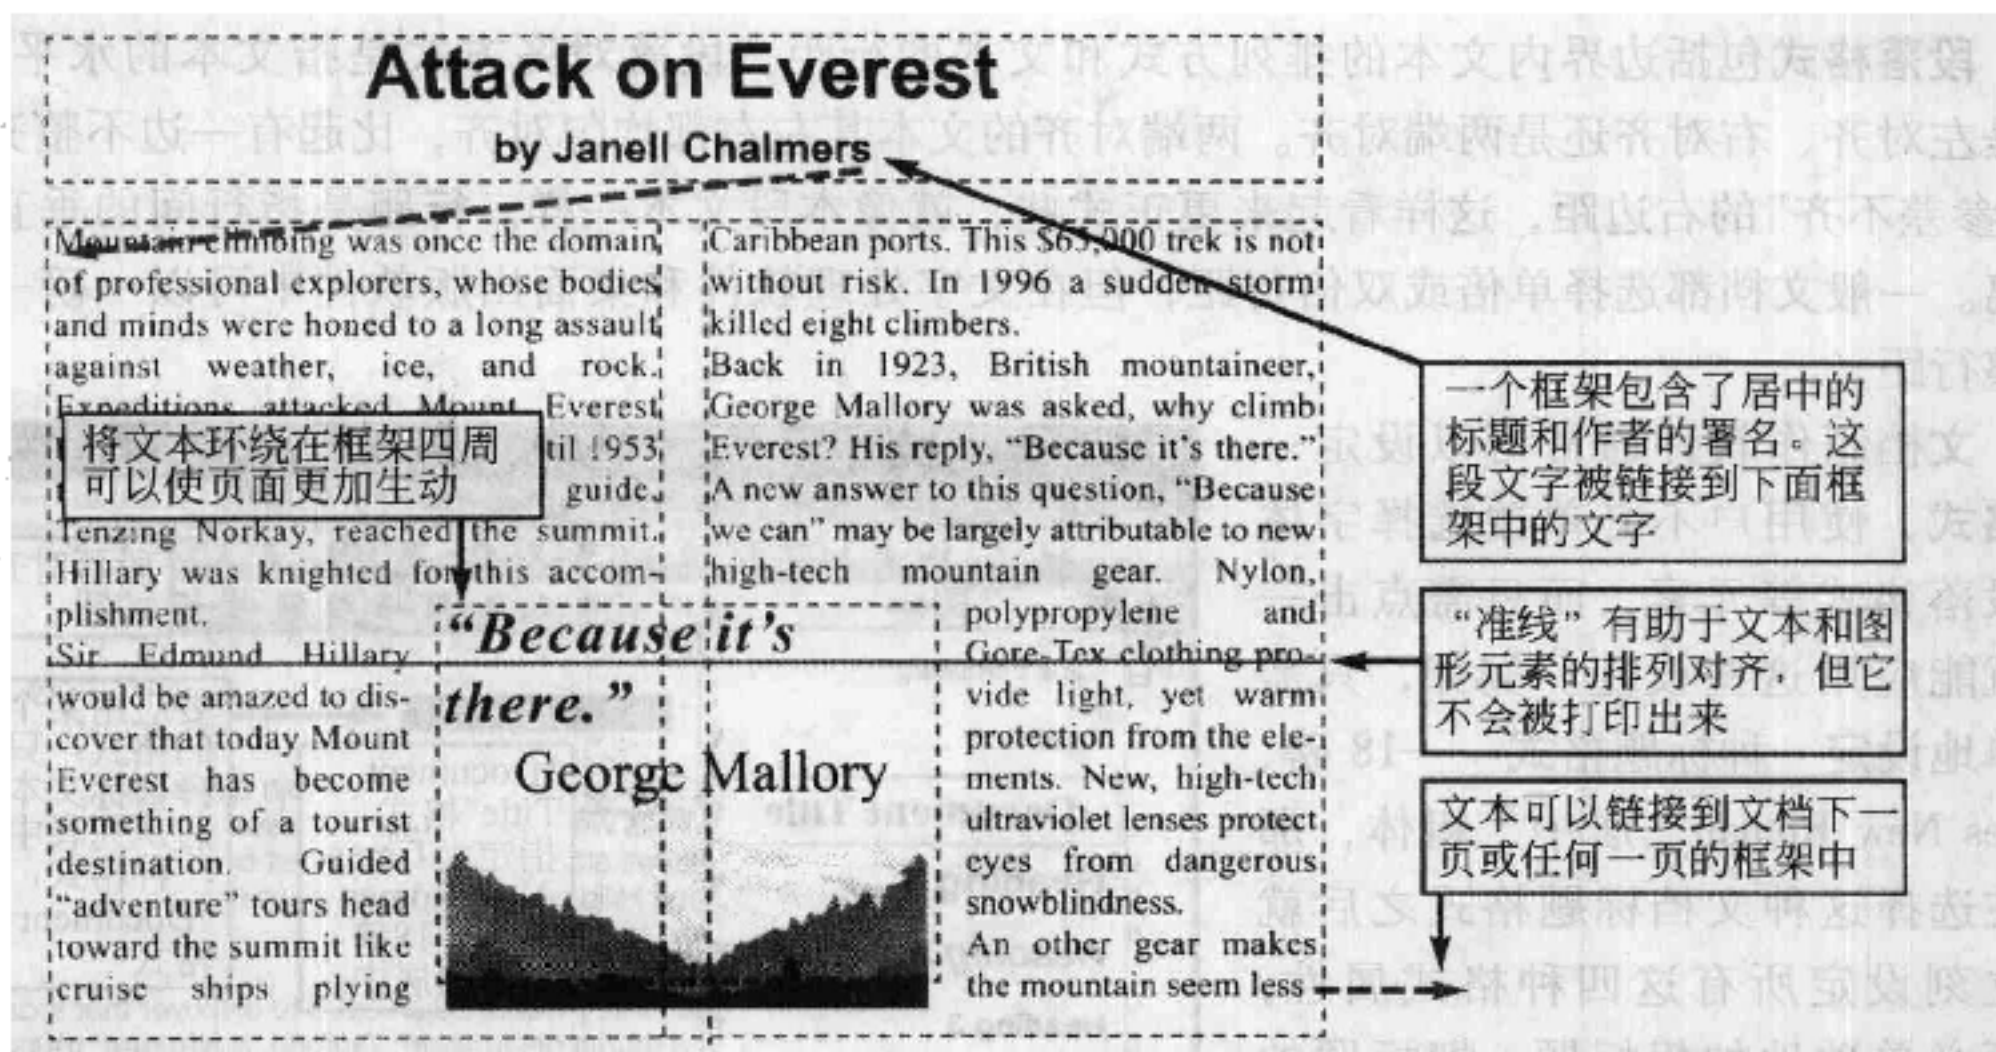 Attack on Everest
by Janell Chalmers
Mountain climbing was once the domain
of professional explorers, whose bodies
and minds were honed to a long assault
against weather, ice, and rock.
Expeditions attacked Mount Everest
til 1953
guide.
Tenzing Norkay, reached the summit.
Hillary was knighted for this accom-
plishment.
Sir Edmund Hillary
would be amazed to dis-
cover that today Mount
Everest has become
something of a tourist
destination. Guided
“adventure” tours head
toward the summit like
cruise ships plying
将文本环绕在框架四周
可以使页面更加生动
“Because it's
there.”
George Mallory
Caribbean ports. This $65,000 trek is not
without risk. In 1996 a sudden storm
killed eight climbers.
Back in 1923, British mountaineer,
George Mallory was asked, why climb
Everest? His reply, “Because it's there.”
A new answer to this question, “Because
we can” may be largely attributable to new
high-tech mountain gear. Nylon,
polypropylene and
Gore-Tex clothing pro-
vide light, yet warm
protection from the ele-
ments. New, high-tech
ultraviolet lenses protect
eyes from dangerous
snowblindness.
An other gear makes
the mountain seem less
一个框架包含了居中的
标题和作者的署名。这
段文字被链接到下面框
架中的文字
“准线”有助于文本和图
形元素的排列对齐，但它
不会被打印出来
文本可以链接到文档下一
页或任何一页的框架中